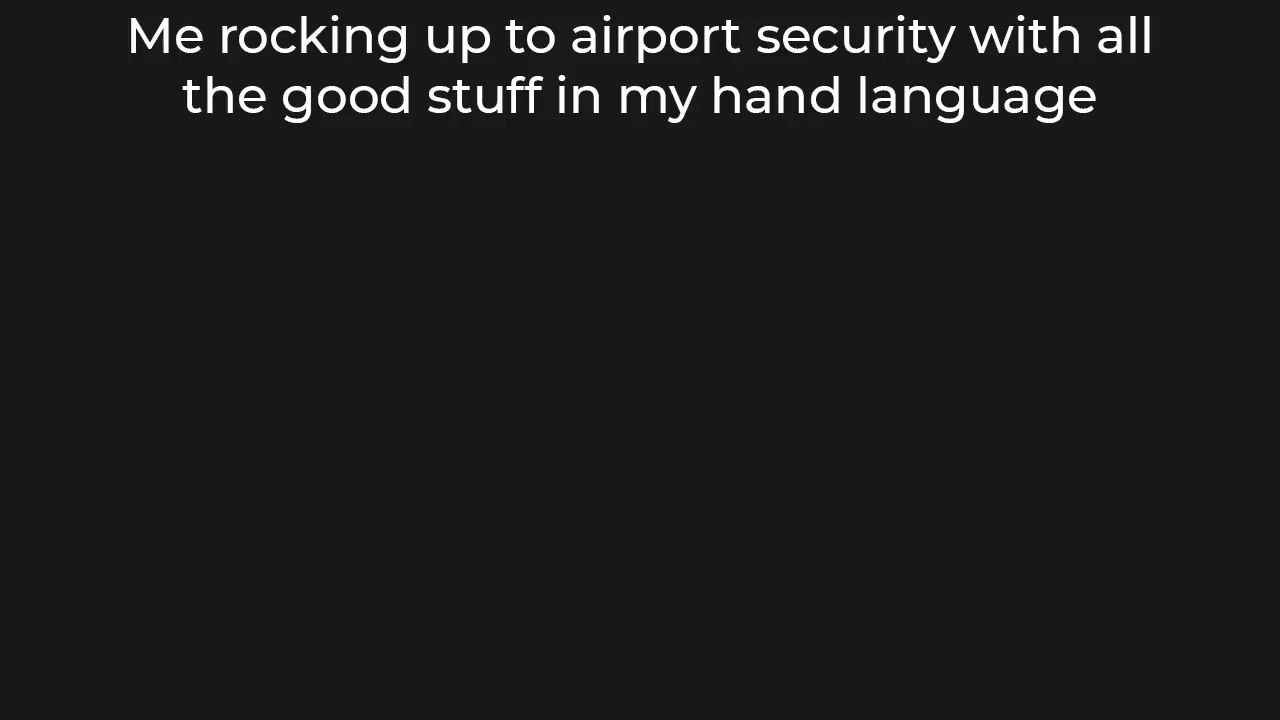 Me rocking up to airport security with all
the good stuff in my hand language